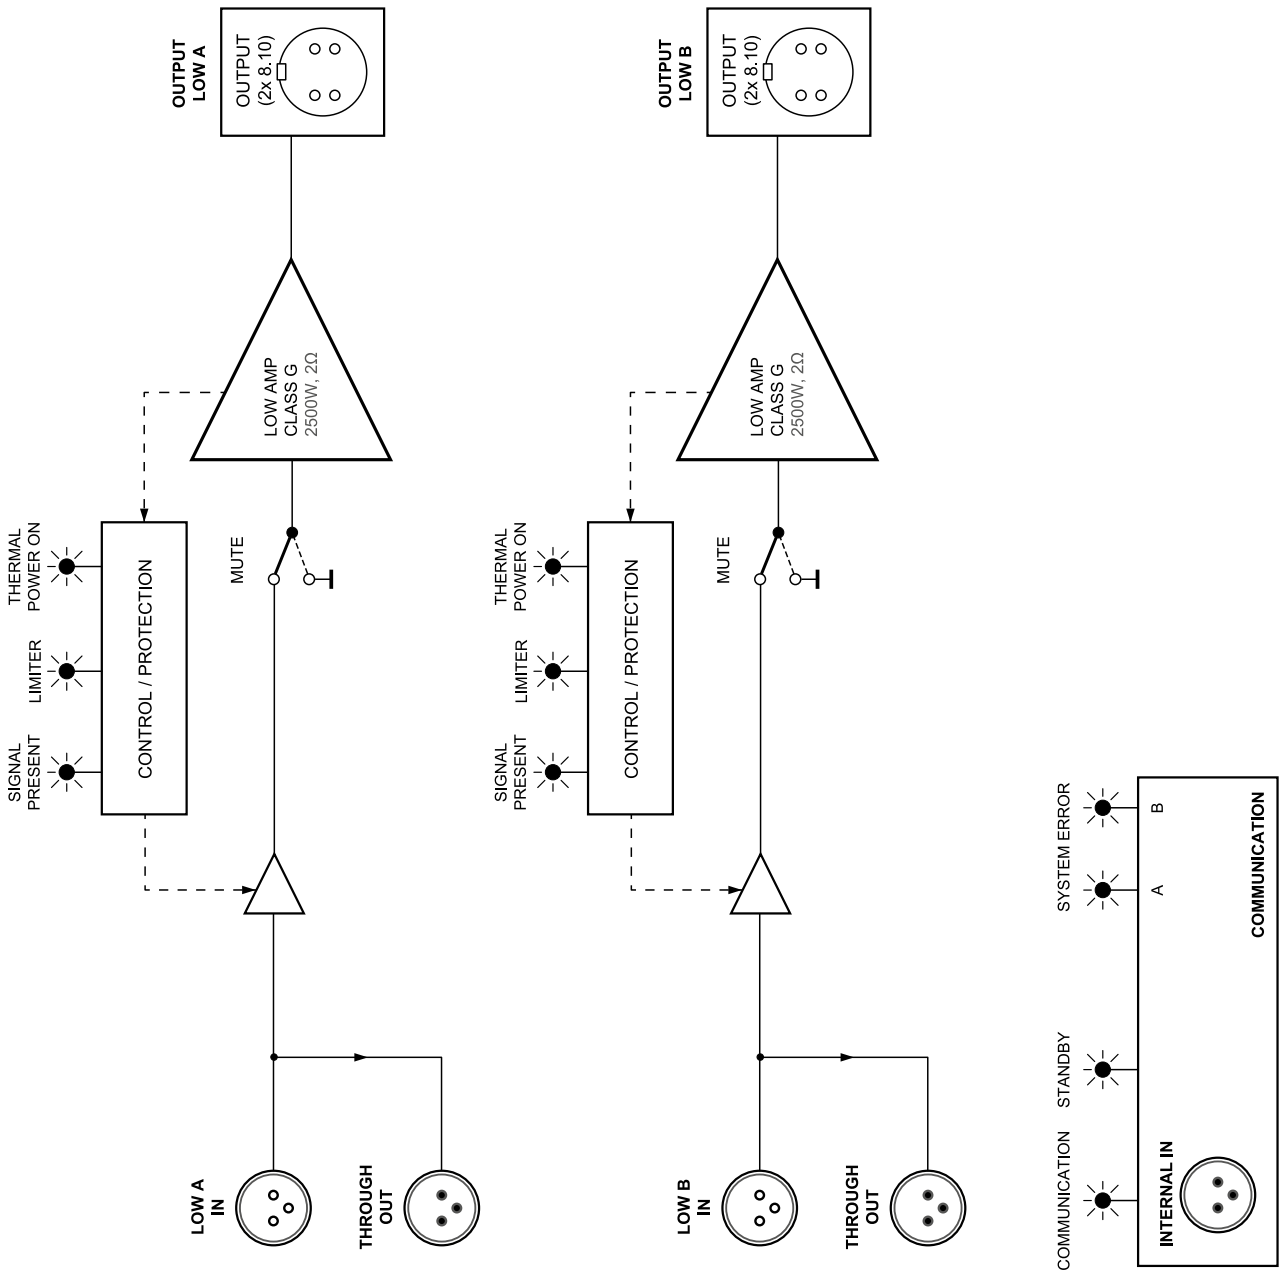 OUTPUT
LOW A
OUTPUT
(2x 8.10)
LOW AMP
CLASS G
2500W, 2Ω
THERMAL
POWER ON
LIMITER
SIGNAL
PRESENT
CONTROL / PROTECTION
MUTE
LOW A
IN
THROUGH
OUT
OUTPUT
LOW B
OUTPUT
(2x 8.10)
LOW AMP
CLASS G
2500W, 2Ω
THERMAL
POWER ON
LIMITER
SIGNAL
PRESENT
CONTROL / PROTECTION
MUTE
LOW B
IN
THROUGH
OUT
SYSTEM ERROR
STANDBY
COMMUNICATION
B
A
INTERNAL IN
COMMUNICATION